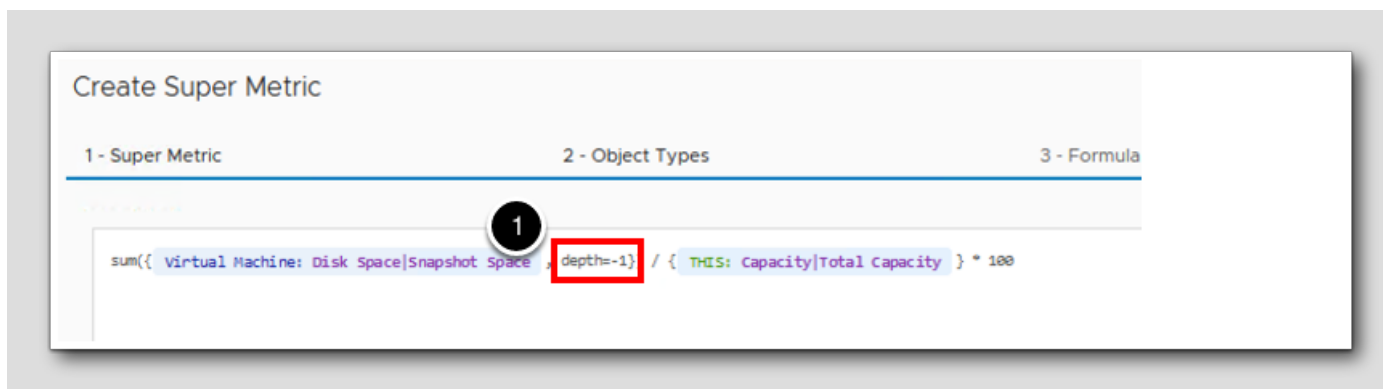 Create Super Metric
1 - Super Metric 2 - Object Types 3 - Formula
1
sum({ Virtual Machine: Disk Space|Snapshot Space , depth=-1} / { THIS: Capacity|Total Capacity } * 100